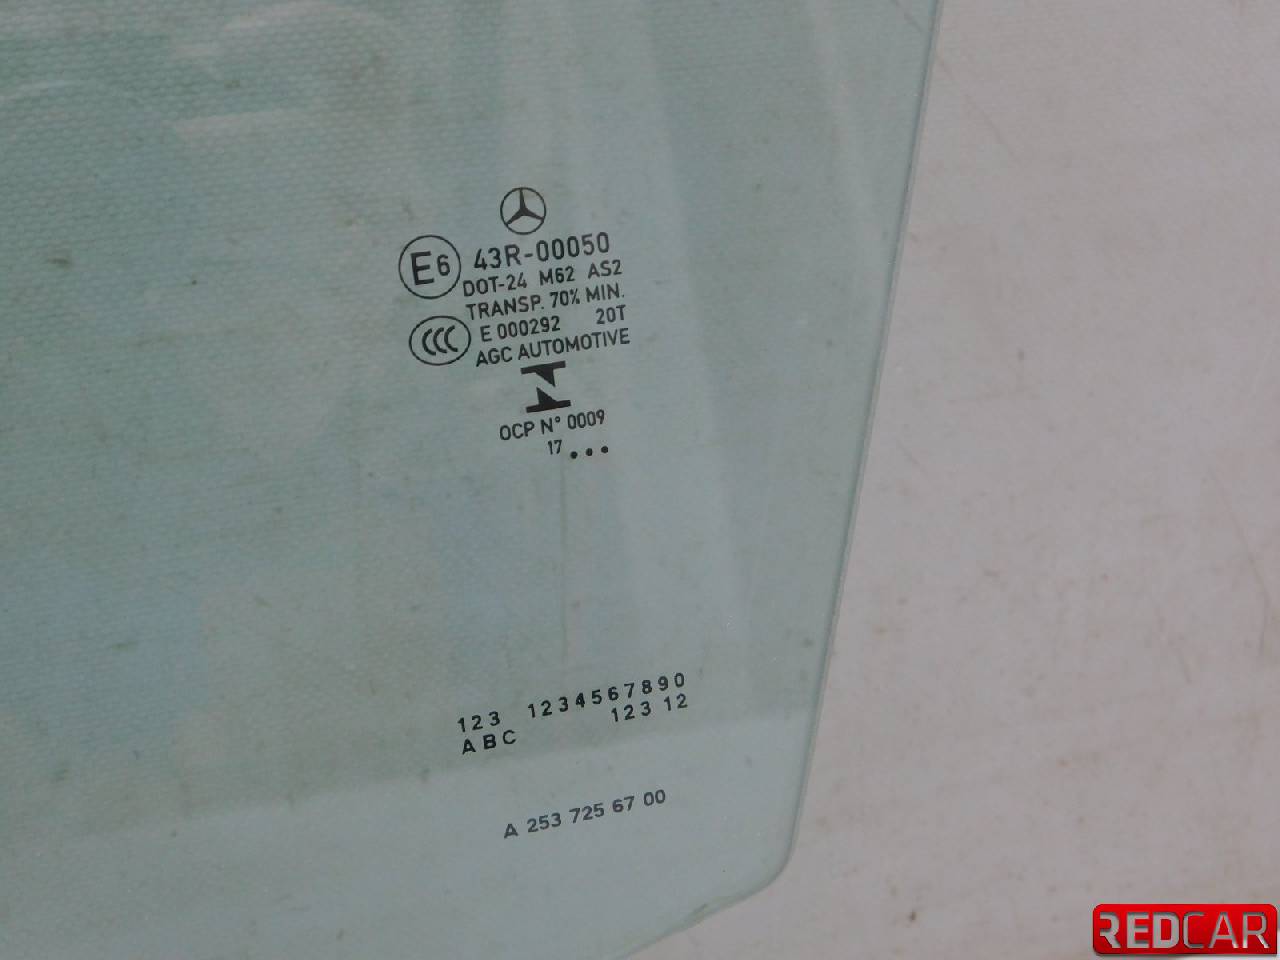 E6 43R-00050
DOT-24 M62 AS2
TRANSP. 70% MIN.
CCC E 000292 20T
AGC AUTOMOTIVE
OCP N° 0009
17 ...
123 1234567890
ABC 123 12
A 253 725 67 00
REDCAR